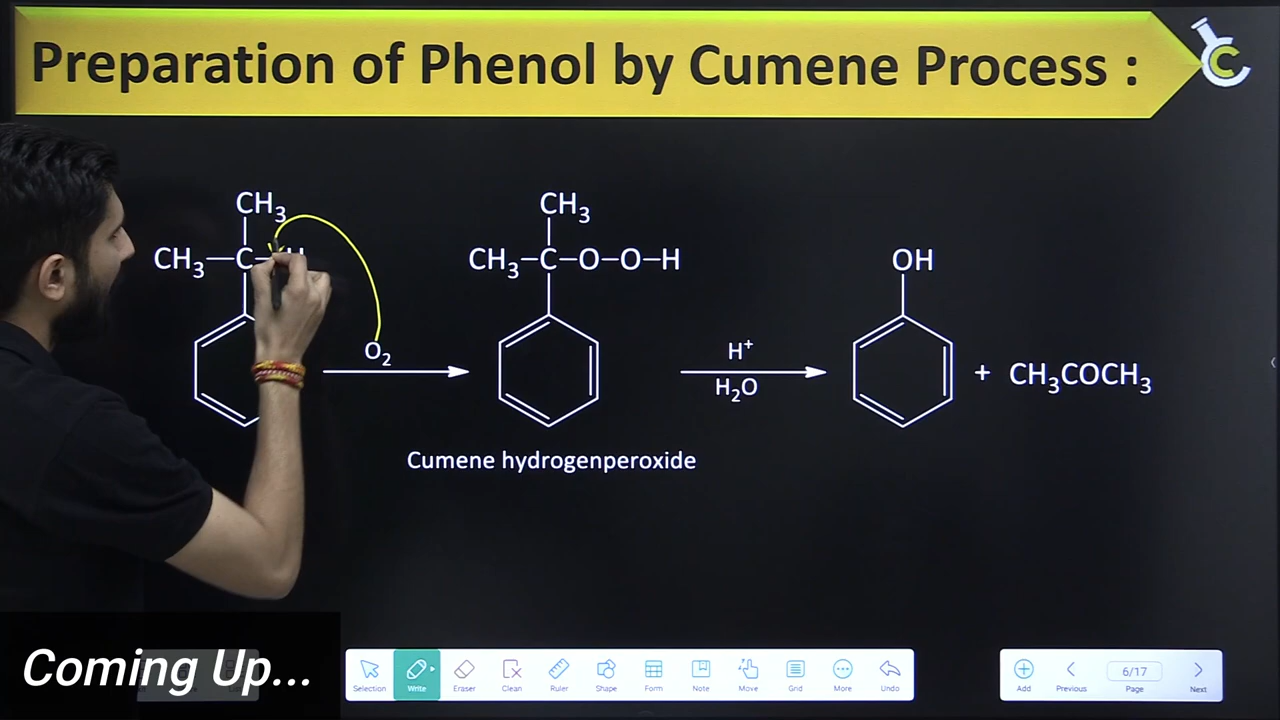 Preparation of Phenol by Cumene Process :
C
CH₃
CH₃—C—H
O₂
CH₃
CH₃—C—O—O—H
Cumene hydrogenperoxide
H⁺
H₂O
OH
+ CH₃COCH₃
Coming Up...
Selection
Write
Eraser
Clean
Ruler
Shape
Form
Note
Move
Grid
More
Undo
Add
Previous
6/17
Page
Next